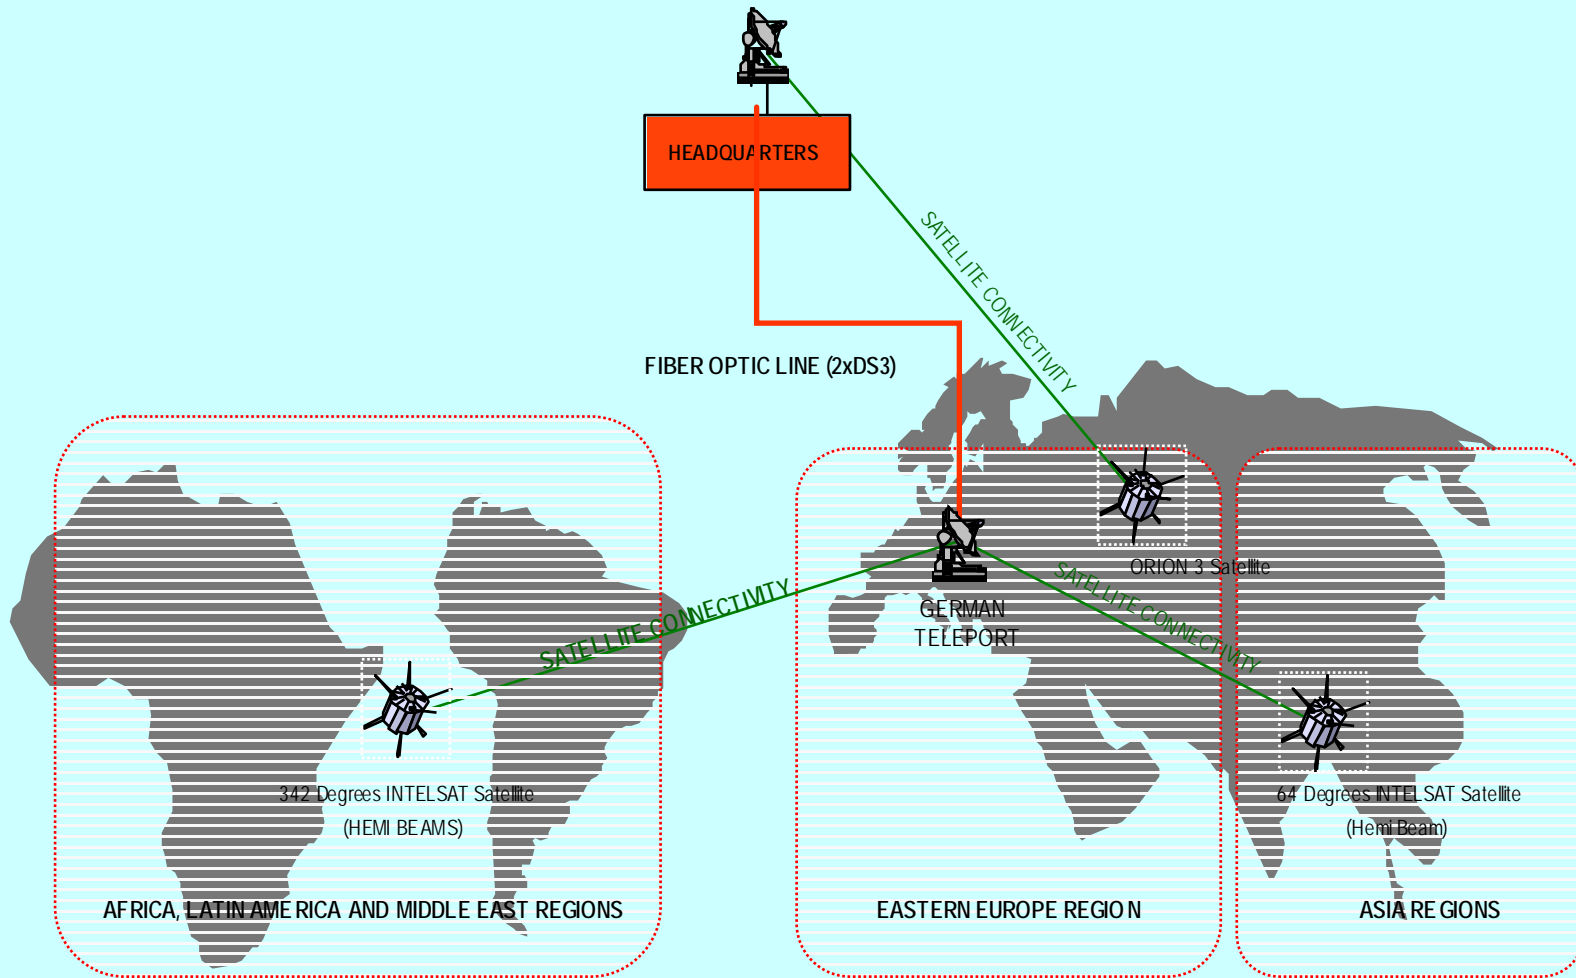 HEADQUARTERS
SATELLITE CONNECTIVITY
FIBER OPTIC LINE (2xDS3)
ORION 3 Satellite
SATELLITE CONNECTIVITY
SATELLITE CONNECTIVITY
GERMAN
TELEPORT
342 Degrees INTELSAT Satellite
(HEMI BEAMS)
64 Degrees INTELSAT Satellite
(Hemi Beam)
AFRICA, LATIN AMERICA AND MIDDLE EAST REGIONS
EASTERN EUROPE REGION
ASIA REGIONS